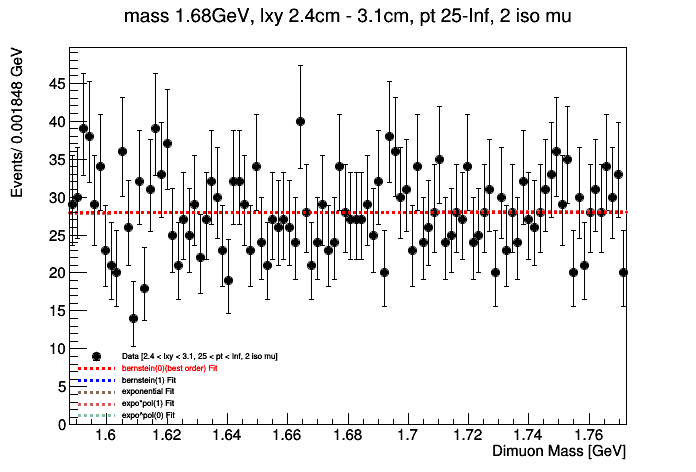 mass 1.68GeV, lxy 2.4cm - 3.1cm, pt 25-Inf, 2 iso mu
Events/ 0.001848 GeV
45
40
35
30
25
20
15
10
5
0
Data [2.4 < lxy < 3.1, 25 < pt < Inf, 2 iso mu]
bernstein(0)(best order) Fit
bernstein(1) Fit
exponential Fit
expo*pol(1) Fit
expo^pol(0) Fit
1.6 1.62 1.64 1.66 1.68 1.7 1.72 1.74 1.76
Dimuon Mass [GeV]